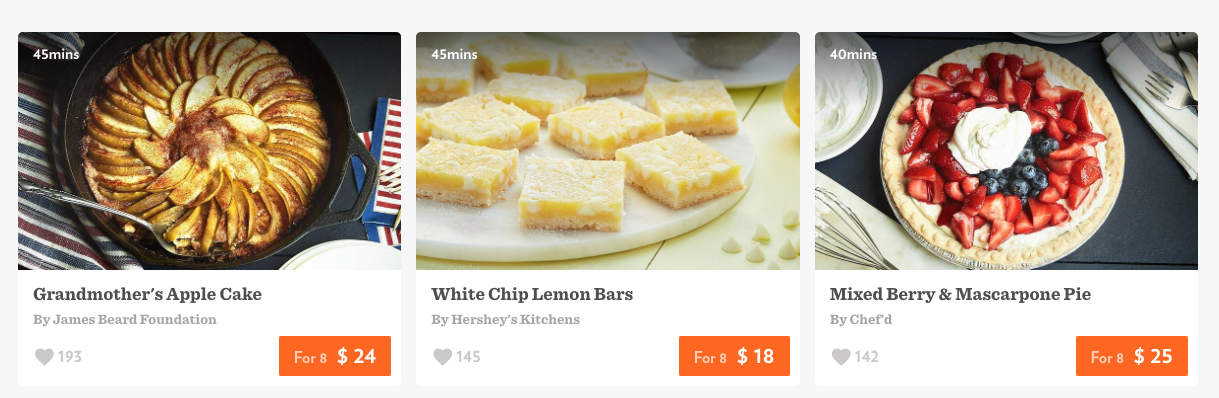 45mins
Grandmother's Apple Cake
By James Beard Foundation
193
For 8 $ 24
45mins
White Chip Lemon Bars
By Hershey's Kitchens
145
For 8 $ 18
40mins
Mixed Berry & Mascarpone Pie
By Chef'd
142
For 8 $ 25